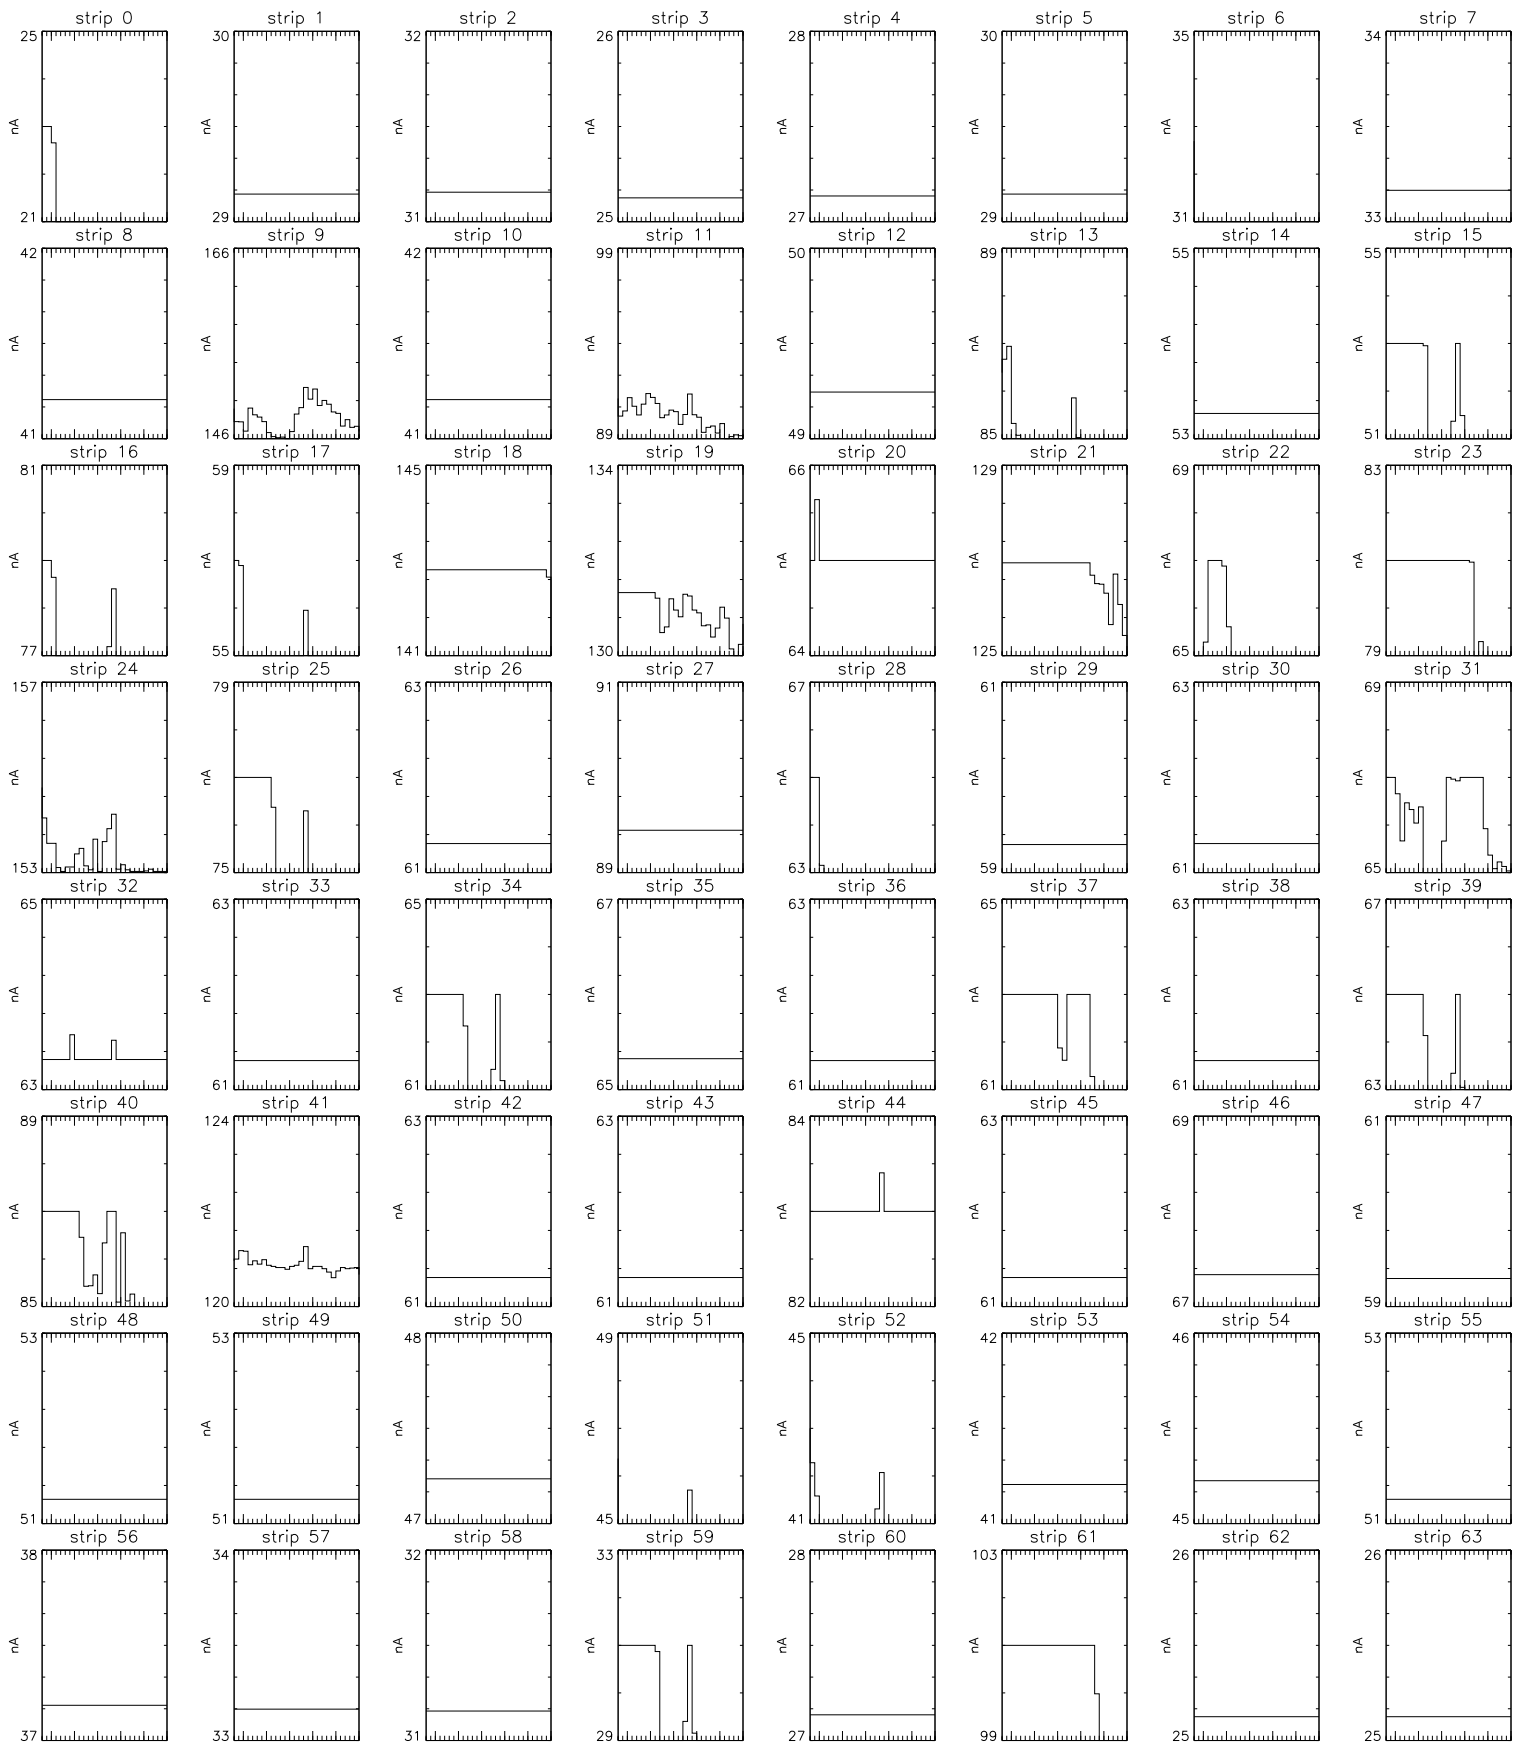 strip 0 strip 1 strip 2 strip 3 strip 4 strip 5 strip 6 strip 7
25 30 32 26 28 30 35 34
nA nA nA nA nA nA nA nA
21 29 31 25 27 29 31 33
strip 8 strip 9 strip 10 strip 11 strip 12 strip 13 strip 14 strip 15
42 166 42 99 50 89 55 55
nA nA nA nA nA nA nA nA
41 146 41 89 49 85 53 51
strip 16 strip 17 strip 18 strip 19 strip 20 strip 21 strip 22 strip 23
81 59 145 134 66 129 69 83
nA nA nA nA nA nA nA nA
77 55 141 130 64 125 65 79
strip 24 strip 25 strip 26 strip 27 strip 28 strip 29 strip 30 strip 31
157 79 63 91 67 61 63 69
nA nA nA nA nA nA nA nA
153 75 61 89 63 59 61 65
strip 32 strip 33 strip 34 strip 35 strip 36 strip 37 strip 38 strip 39
65 63 65 67 63 65 63 67
nA nA nA nA nA nA nA nA
63 61 61 65 61 61 61 63
strip 40 strip 41 strip 42 strip 43 strip 44 strip 45 strip 46 strip 47
89 124 63 63 84 63 69 61
nA nA nA nA nA nA nA nA
85 120 61 61 82 61 67 59
strip 48 strip 49 strip 50 strip 51 strip 52 strip 53 strip 54 strip 55
53 53 48 49 45 42 46 53
nA nA nA nA nA nA nA nA
51 51 47 45 41 41 45 51
strip 56 strip 57 strip 58 strip 59 strip 60 strip 61 strip 62 strip 63
38 34 32 33 28 103 26 26
nA nA nA nA nA nA nA nA
37 33 31 29 27 99 25 25